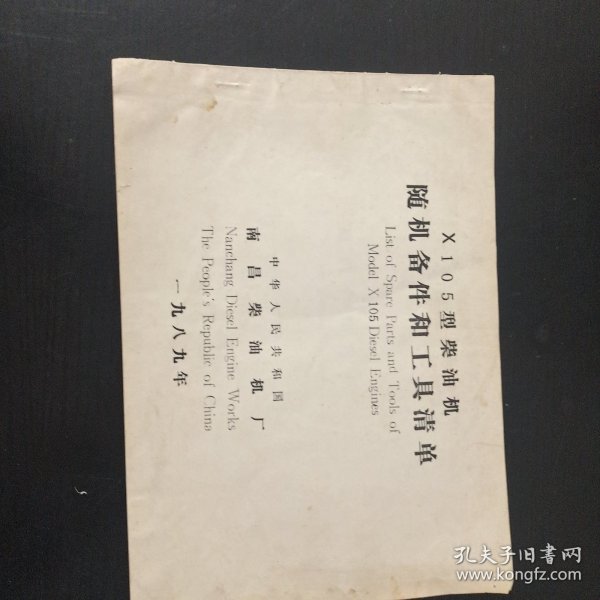 X105型柴油机
随机备件和工具清单
List of Spare Parts and Tools of
Model X 105 Diesel Engines
中华人民共和国
南昌柴油机厂
Nanchang Diesel Engine Works
The People's Republic of China
一九八九年
孔夫子旧书网
www.kongfz.com